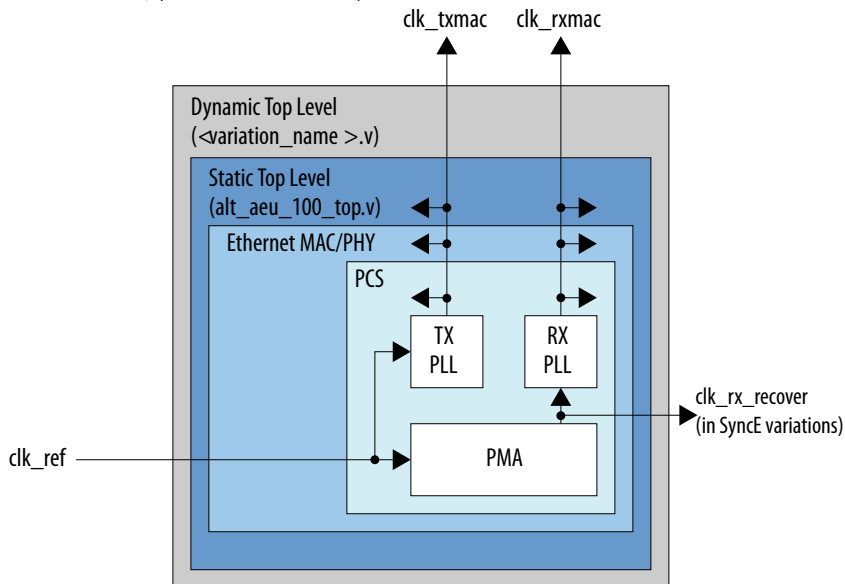 clk_txmac
clk_rxmac
Dynamic Top Level
(<variation_name >.v)
Static Top Level
(alt_aeu_100_top.v)
Ethernet MAC/PHY
PCS
TX
PLL
RX
PLL
clk_rx_recover
(in SyncE variations)
clk_ref
PMA